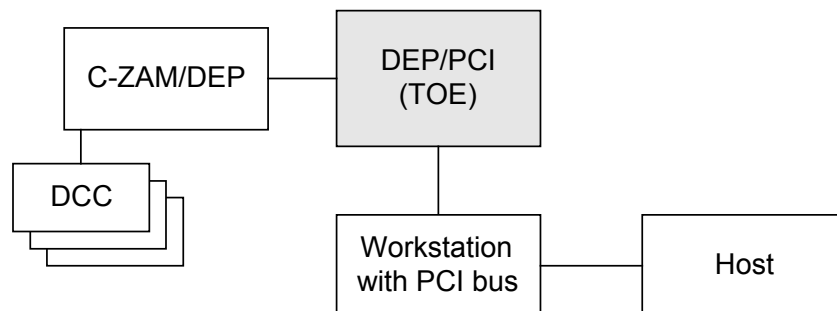 C-ZAM/DEP
DEP/PCI
(TOE)
DCC
Workstation
with PCI bus
Host